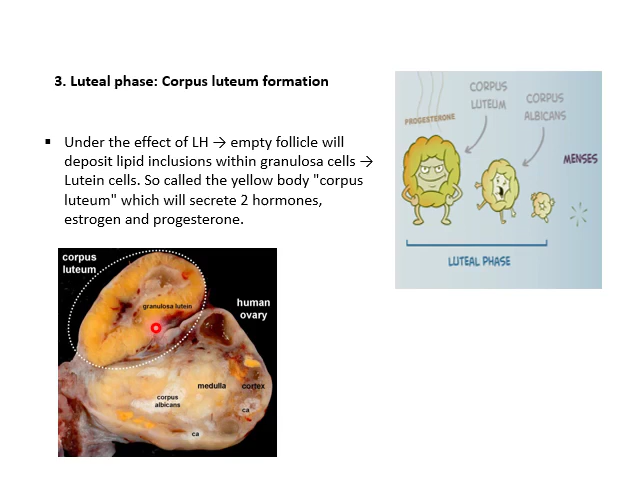 3. Luteal phase: Corpus luteum formation
▪ Under the effect of LH → empty follicle will
deposit lipid inclusions within granulosa cells →
Lutein cells. So called the yellow body "corpus
luteum" which will secrete 2 hormones,
estrogen and progesterone.
corpus
luteum
granulosa lutein
human
ovary
medulla
cortex
corpus
albicans
ca
ca
CORPUS
LUTEUM
CORPUS
ALBICANS
PROGESTERONE
MENSES
LUTEAL PHASE